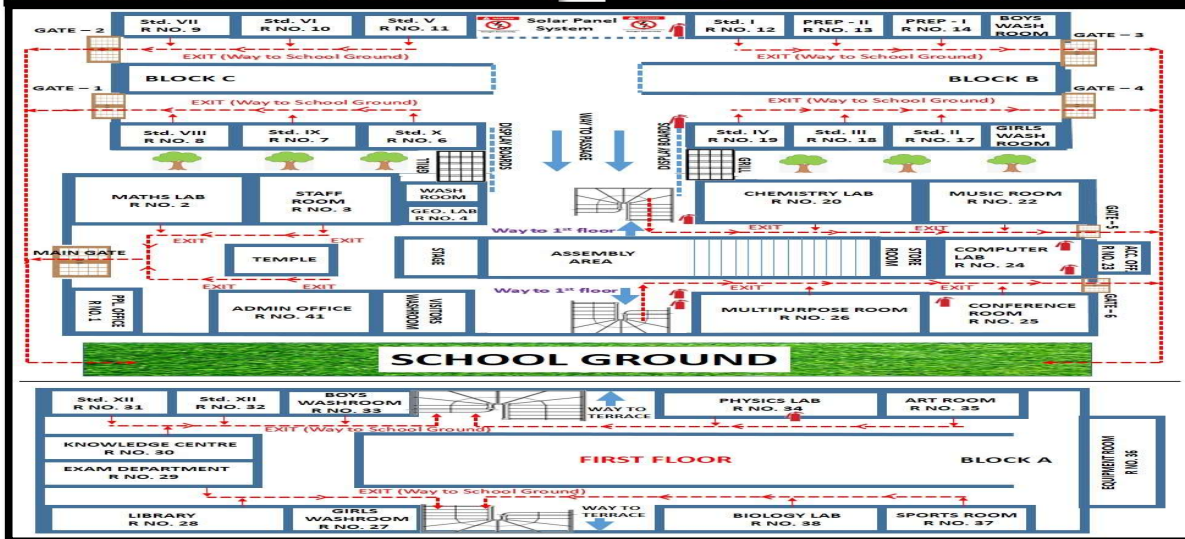 Std. VII
R NO. 9
Std. VI
R NO. 10
Std. V
R NO. 11
Solar Panel
System
Std. I
R NO. 12
PREP - II
R NO. 13
PREP - I
R NO. 14
BOYS
WASH
ROOM
GATE – 2
GATE – 3
EXIT (Way to School Ground)
EXIT (Way to School Ground)
BLOCK C
BLOCK B
GATE – 1
GATE – 4
EXIT (Way to School Ground)
EXIT (Way to School Ground)
Std. VIII
R NO. 8
Std. IX
R NO. 7
Std. X
R NO. 6
DISPLAY BOARDS
WAY TO PASSAGE
DISPLAY BOARDS
Std. IV
R NO. 19
Std. III
R NO. 18
Std. II
R NO. 17
GIRLS
WASH
ROOM
GRILL
GRILL
MATHS LAB
R NO. 2
STAFF
ROOM
R NO. 3
WASH
ROOM
GEO. LAB
R NO. 4
CHEMISTRY LAB
R NO. 20
MUSIC ROOM
R NO. 22
GATE-5
Way to 1st floor
EXIT
EXIT
EXIT
EXIT
MAIN GATE
TEMPLE
STAGE
ASSEMBLY
AREA
STORE
ROOM
COMPUTER
LAB
R NO. 24
ACC. OFF.
R NO. 23
EXIT
EXIT
Way to 1st floor
EXIT
EXIT
PPL. OFFICE
R NO. 1
ADMIN OFFICE
R NO. 41
VISITORS
WASHROOM
MULTIPURPOSE ROOM
R NO. 26
CONFERENCE
ROOM
R NO. 25
GATE-6
SCHOOL GROUND
Std. XII
R NO. 31
Std. XII
R NO. 32
BOYS
WASHROOM
R NO. 33
WAY TO
TERRACE
PHYSICS LAB
R NO. 34
ART ROOM
R NO. 35
EXIT (Way to School Ground)
KNOWLEDGE CENTRE
R NO. 30
EXAM DEPARTMENT
R NO. 29
FIRST FLOOR
BLOCK A
EQUIPMENT ROOM
R NO. 36
EXIT (Way to School Ground)
LIBRARY
R NO. 28
GIRLS
WASHROOM
R NO. 27
WAY TO
TERRACE
BIOLOGY LAB
R NO. 38
SPORTS ROOM
R NO. 37